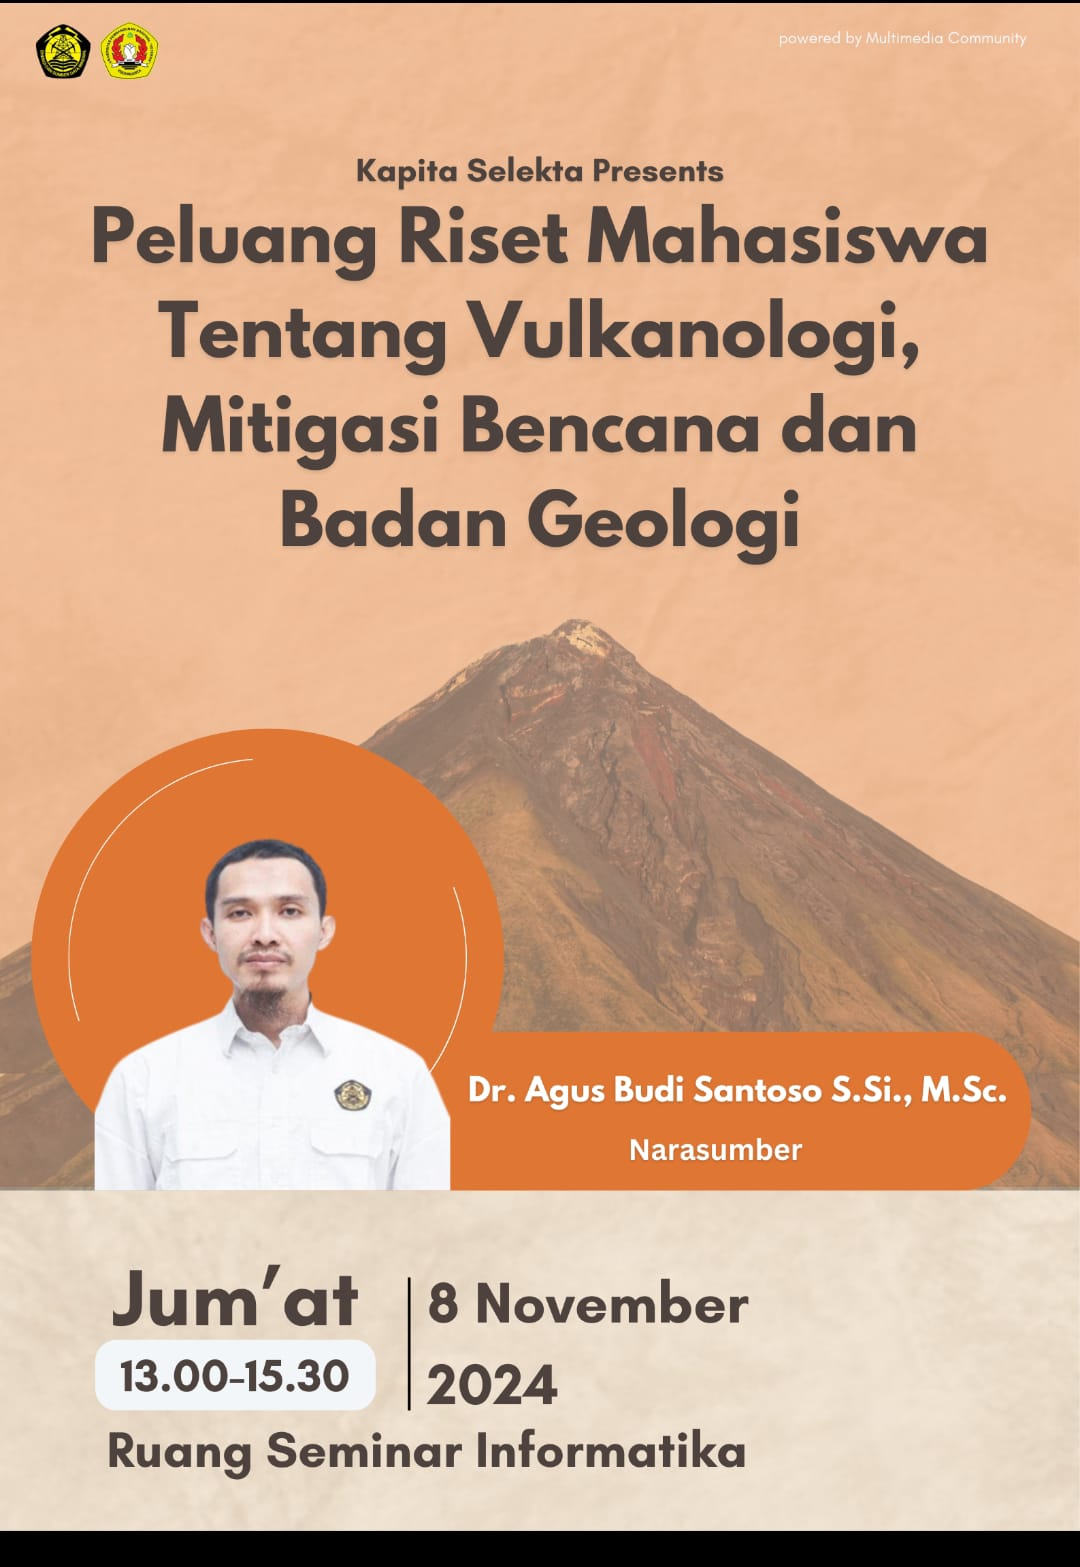 powered by Multimedia Community
Kapita Selekta Presents
Peluang Riset Mahasiswa
Tentang Vulkanologi,
Mitigasi Bencana dan
Badan Geologi
Dr. Agus Budi Santoso S.Si., M.Sc.
Narasumber
Jum’at
13.00-15.30
8 November
2024
Ruang Seminar Informatika